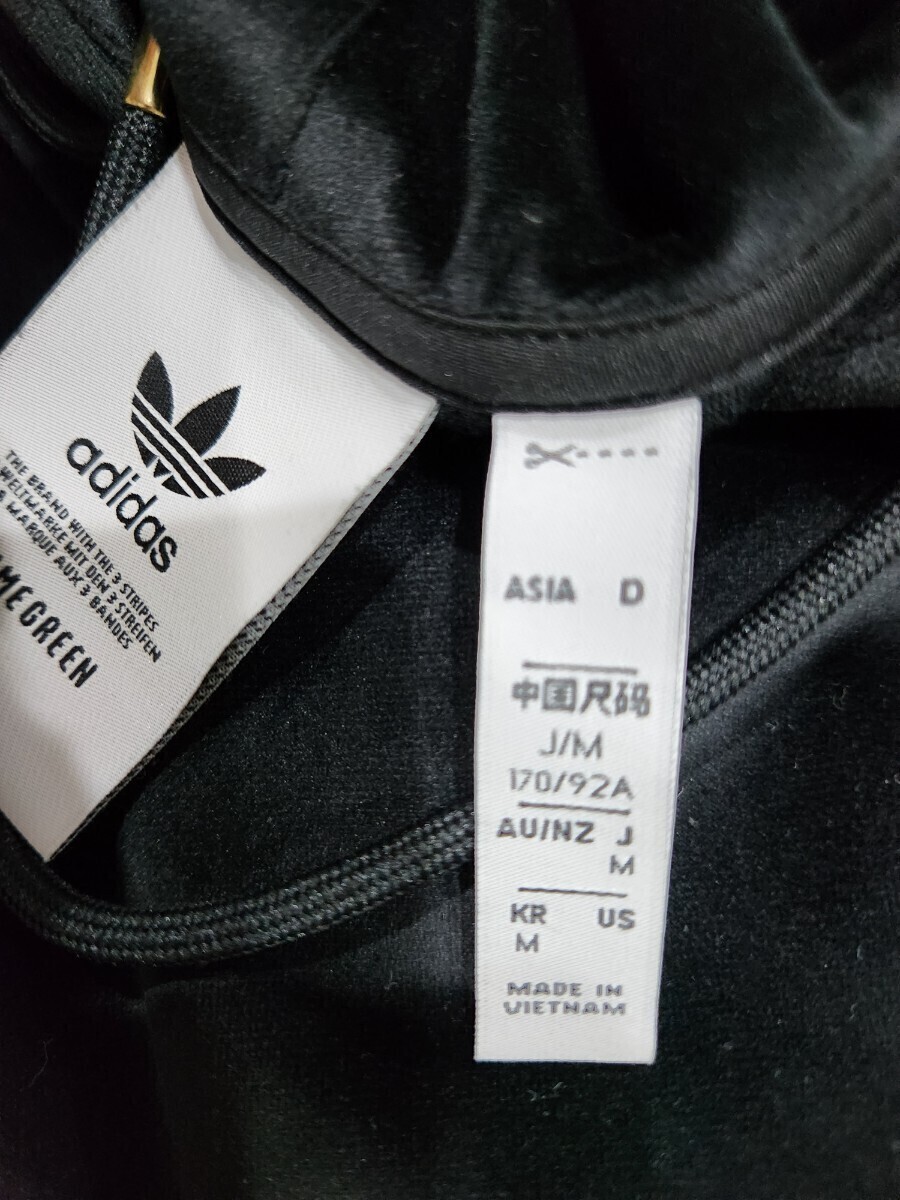 adidas
THE BRAND WITH THE 3 STRIPES
WELTMARKE MIT DEN 3 STREIFEN
MARQUE AUX 3 BANDES
MEGREEN
ASIA D
中国尺码
J/M
170/92A
AU/NZ J
M
KR US
M
MADE IN
VIETNAM